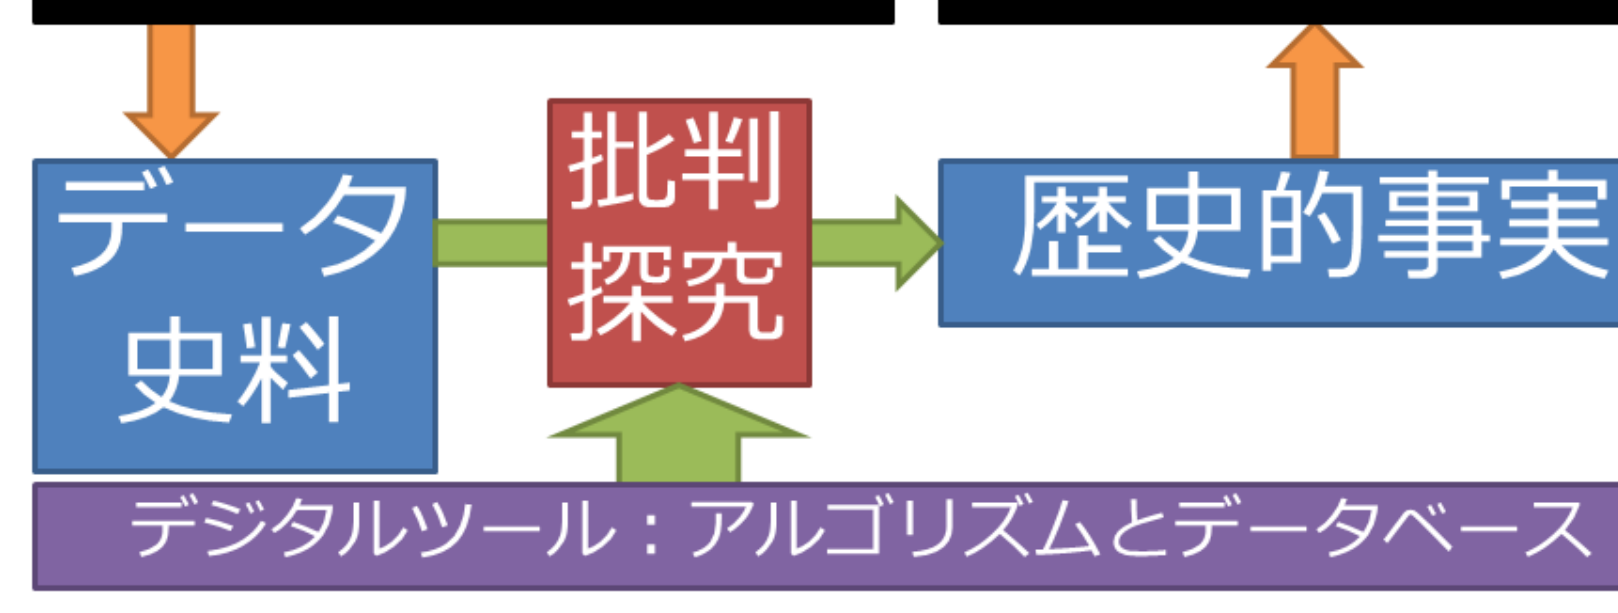 データ
史料
批判
探究
歴史的事実
デジタルツール：アルゴリズムとデータベース